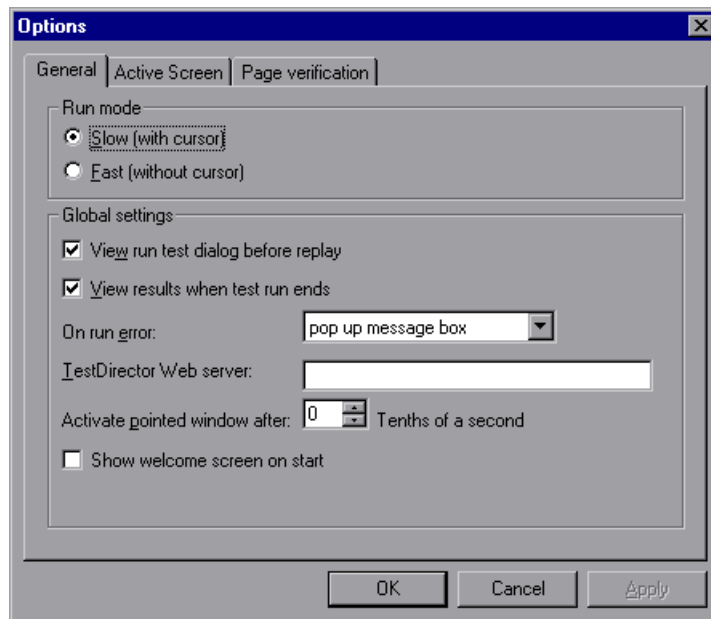 Options
General Active Screen Page verification
Run mode
Slow (with cursor)
Fast (without cursor)
Global settings
View run test dialog before replay
View results when test run ends
On run error: pop up message box
TestDirector Web server:
Activate pointed window after: 0 Tenths of a second
Show welcome screen on start
OK Cancel Apply